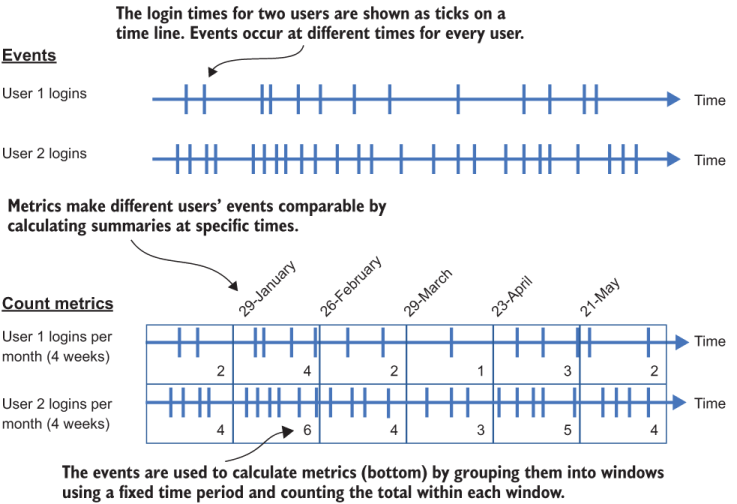 The login times for two users are shown as ticks on a
time line. Events occur at different times for every user.
Events
User 1 logins
Time
User 2 logins
Time
Metrics make different users’ events comparable by
calculating summaries at specific times.
29-January
26-February
29-March
23-April
21-May
Count metrics
User 1 logins per
month (4 weeks)
2 4 2 1 3 2
Time
User 2 logins per
month (4 weeks)
4 6 4 3 5 4
Time
The events are used to calculate metrics (bottom) by grouping them into windows
using a fixed time period and counting the total within each window.